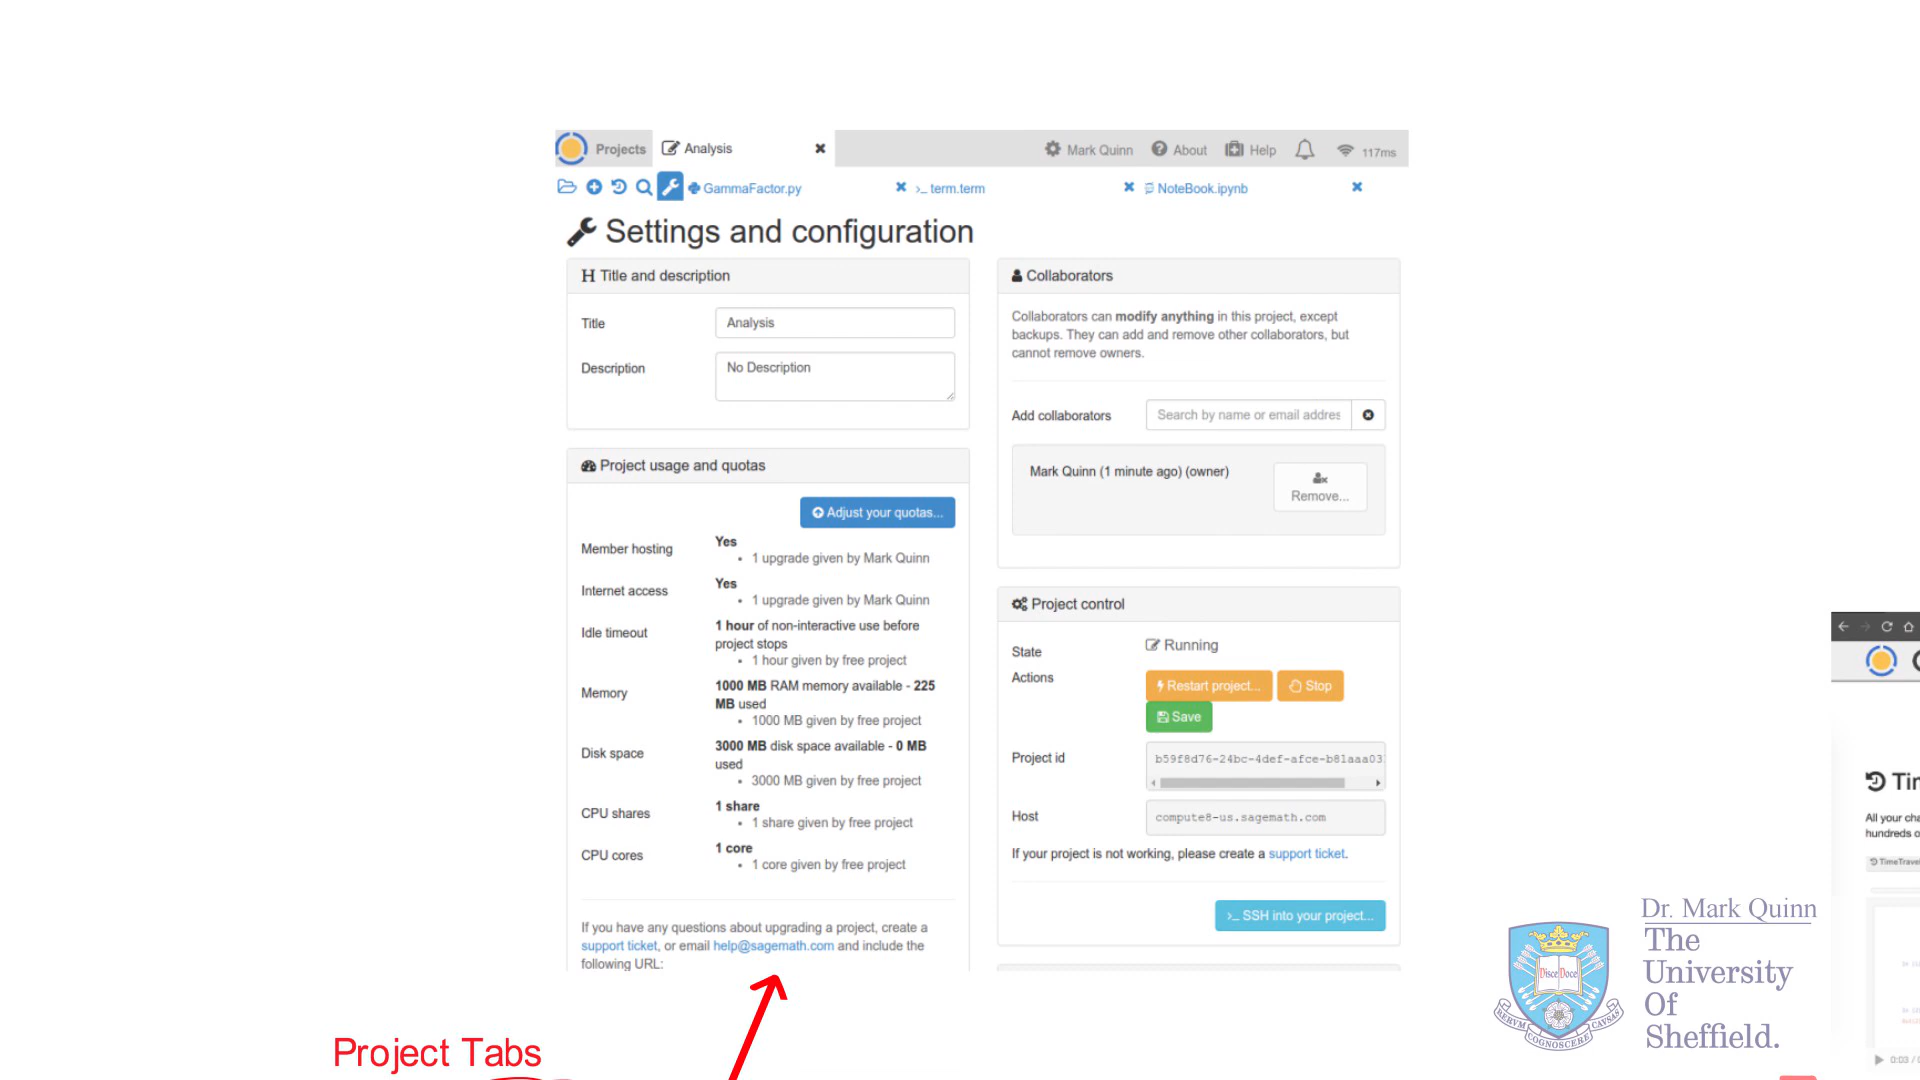 Projects Analysis Mark Quinn About Help 117ms
GammaFactor.py >_ term.term NoteBook.ipynb
Settings and configuration
H Title and description
Title Analysis
Description No Description
Project usage and quotas
Adjust your quotas...
Member hosting Yes
• 1 upgrade given by Mark Quinn
Internet access Yes
• 1 upgrade given by Mark Quinn
Idle timeout 1 hour of non-interactive use before
project stops
• 1 hour given by free project
Memory 1000 MB RAM memory available - 225
MB used
• 1000 MB given by free project
Disk space 3000 MB disk space available - 0 MB
used
• 3000 MB given by free project
CPU shares 1 share
• 1 share given by free project
CPU cores 1 core
• 1 core given by free project
If you have any questions about upgrading a project, create a
support ticket, or email help@sagemath.com and include the
following URL:
Collaborators
Collaborators can modify anything in this project, except
backups. They can add and remove other collaborators, but
cannot remove owners.
Add collaborators Search by name or email addres
Mark Quinn (1 minute ago) (owner)
Remove...
Project control
State Running
Actions Restart project... Stop
Save
Project id b59f8d76-24bc-4def-afce-b81aaa03
Host compute8-us.sagemath.com
If your project is not working, please create a support ticket.
>_ SSH into your project...
Project Tabs
Dr. Mark Quinn
The
University
Of
Sheffield.
Disce Doce
RERVM COGNOSCERE CAVSAS
Tim
All your cha
hundreds o
TimeTrave
0:03 /